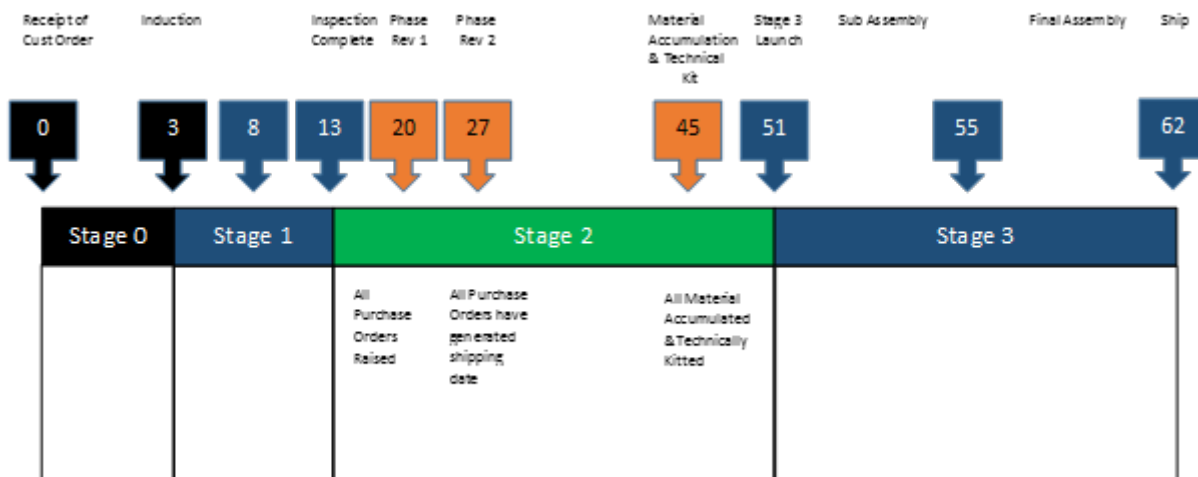 Receipt of
Cust Order
Induction
Inspection
Complete
Phase
Rev 1
Phase
Rev 2
Material
Accumulation
& Technical
Kit
Stage 3
Launch
Sub Assembly
Final Assembly
Ship
0
3
8
13
20
27
45
51
55
62
Stage 0
Stage 1
Stage 2
Stage 3
All
Purchase
Orders
Raised
All Purchase
Orders have
generated
shipping
date
All Material
Accumulated
& Technically
Kitted